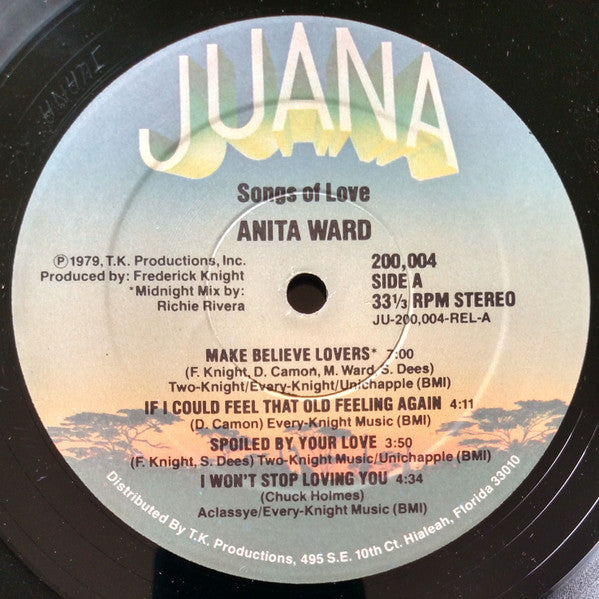 JUANA
Songs of Love
ANITA WARD
℗ 1979, T.K. Productions, Inc.
Produced by: Frederick Knight
*Midnight Mix by:
Richie Rivera
200,004
SIDE A
33⅓ RPM STEREO
JU-200,004-REL-A
MAKE BELIEVE LOVERS* 7:00
(F. Knight, D. Camon, M. Ward, S. Dees)
Two-Knight/Every-Knight/Unichapple (BMI)
IF I COULD FEEL THAT OLD FEELING AGAIN 4:11
(D. Camon) Every-Knight Music (BMI)
SPOILED BY YOUR LOVE 3:50
(F. Knight, S. Dees) Two-Knight Music/Unichapple (BMI)
I WON'T STOP LOVING YOU 4:34
(Chuck Holmes)
Aclassye/Every-Knight Music (BMI)
Distributed By T.K. Productions, 495 S.E. 10th Ct. Hialeah, Florida 33010